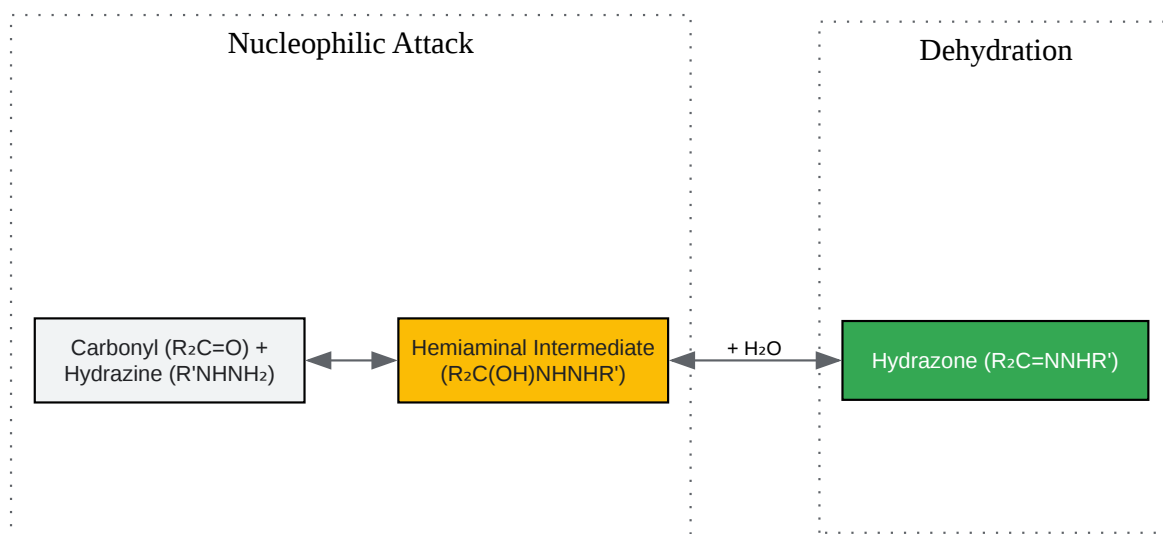 Nucleophilic Attack
Dehydration
Carbonyl (R₂C=O) +
Hydrazine (R'NHNH₂)
Hemiaminal Intermediate
(R₂C(OH)NHNHR')
+ H₂O
Hydrazone (R₂C=NNHR')